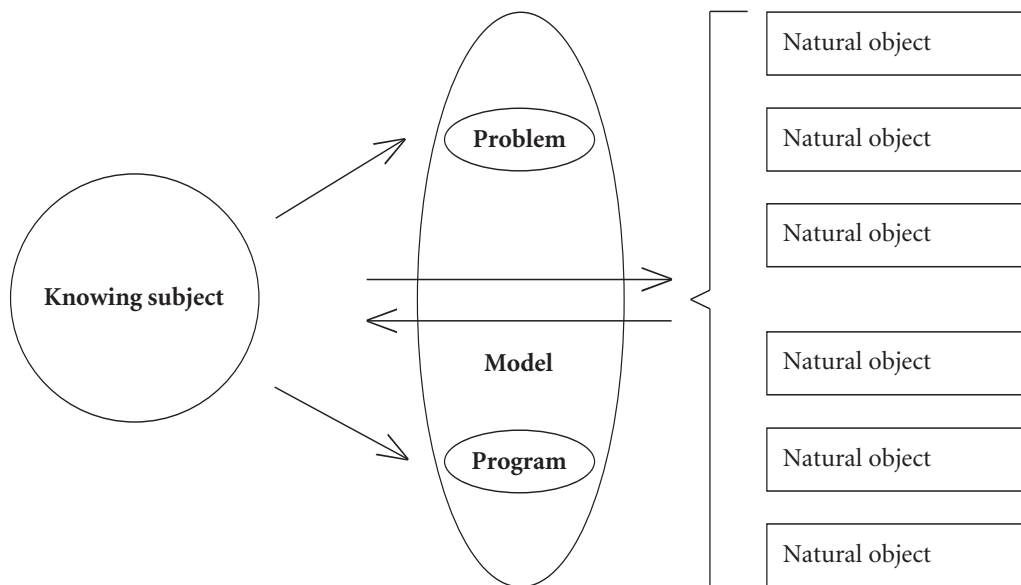 Knowing subject
Problem
Model
Program
Natural object
Natural object
Natural object
Natural object
Natural object
Natural object